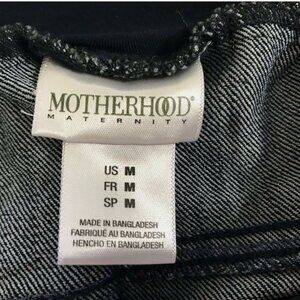 MOTHERHOOD®
MATERNITY
US M
FR M
SP M
MADE IN BANGLADESH
FABRIQUÉ AU BANGLADESH
HENCHO EN BANGLADESH